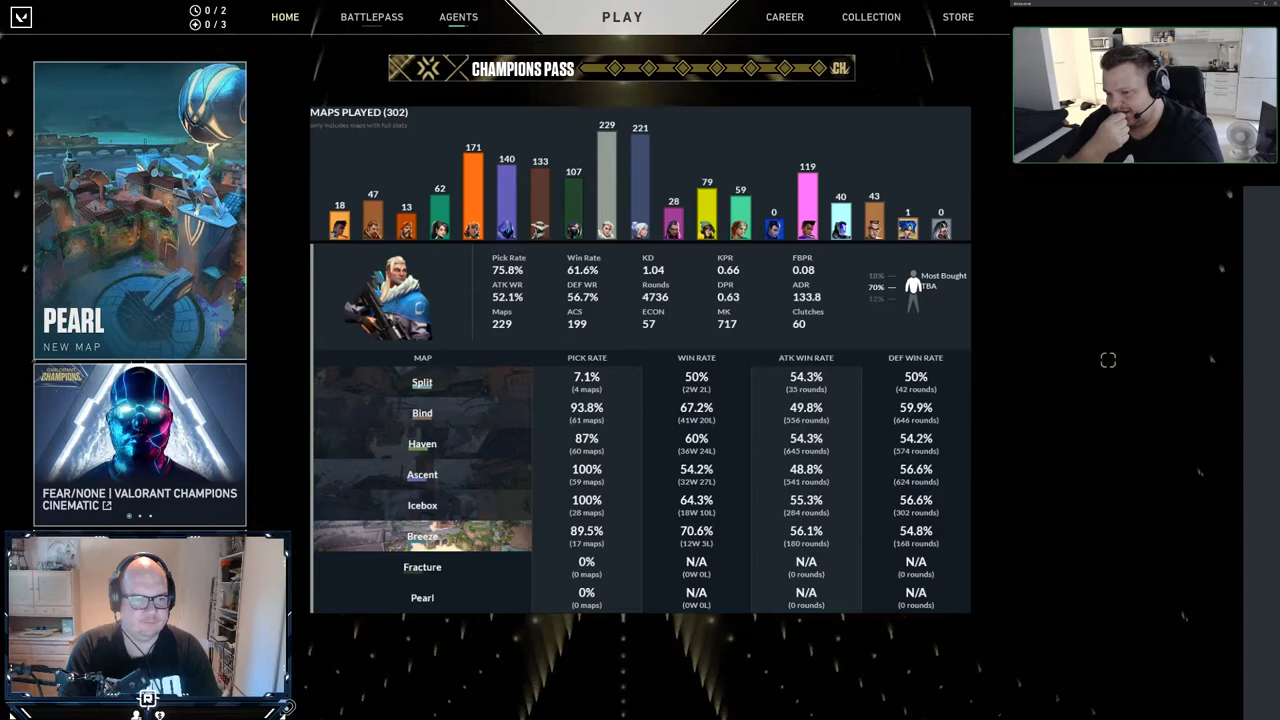 0 / 2
0 / 3
HOME
BATTLEPASS
AGENTS
PLAY
CAREER
COLLECTION
STORE
CHAMPIONS PASS
CH
PEARL
NEW MAP
VALORANT
CHAMPIONS
FEAR/NONE | VALORANT CHAMPIONS
CINEMATIC
MAPS PLAYED (302)
only includes maps with full stats
18 47 13 62 171 140 133 107 229 221 28 79 59 0 119 40 43 1 0
Pick Rate Win Rate KD KPR FBPR
75.8% 61.6% 1.04 0.66 0.08
ATK WR DEF WR Rounds DPR ADR
52.1% 56.7% 4736 0.63 133.8
Maps ACS ECON MK Clutches
229 199 57 717 60
18%
70%
12%
Most Bought
TBA
MAP PICK RATE WIN RATE ATK WIN RATE DEF WIN RATE
Split 7.1% 50% 54.3% 50%
(4 maps) (2W 2L) (35 rounds) (42 rounds)
Bind 93.8% 67.2% 49.8% 59.9%
(61 maps) (41W 20L) (556 rounds) (646 rounds)
Haven 87% 60% 54.3% 54.2%
(60 maps) (36W 24L) (645 rounds) (574 rounds)
Ascent 100% 54.2% 48.8% 56.6%
(59 maps) (32W 27L) (541 rounds) (624 rounds)
Icebox 100% 64.3% 55.3% 56.6%
(28 maps) (18W 10L) (284 rounds) (302 rounds)
Breeze 89.5% 70.6% 56.1% 54.8%
(17 maps) (12W 5L) (180 rounds) (168 rounds)
Fracture 0% N/A N/A N/A
(0 maps) (0W 0L) (0 rounds) (0 rounds)
Pearl 0% N/A N/A N/A
(0 maps) (0W 0L) (0 rounds) (0 rounds)